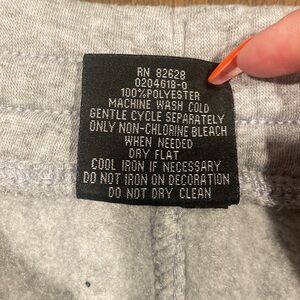 RN 82628
0204618-0
100%POLYESTER
MACHINE WASH COLD
GENTLE CYCLE SEPARATELY
ONLY NON-CHLORINE BLEACH
WHEN NEEDED
DRY FLAT
COOL IRON IF NECESSARY
DO NOT IRON ON DECORATION
DO NOT DRY CLEAN